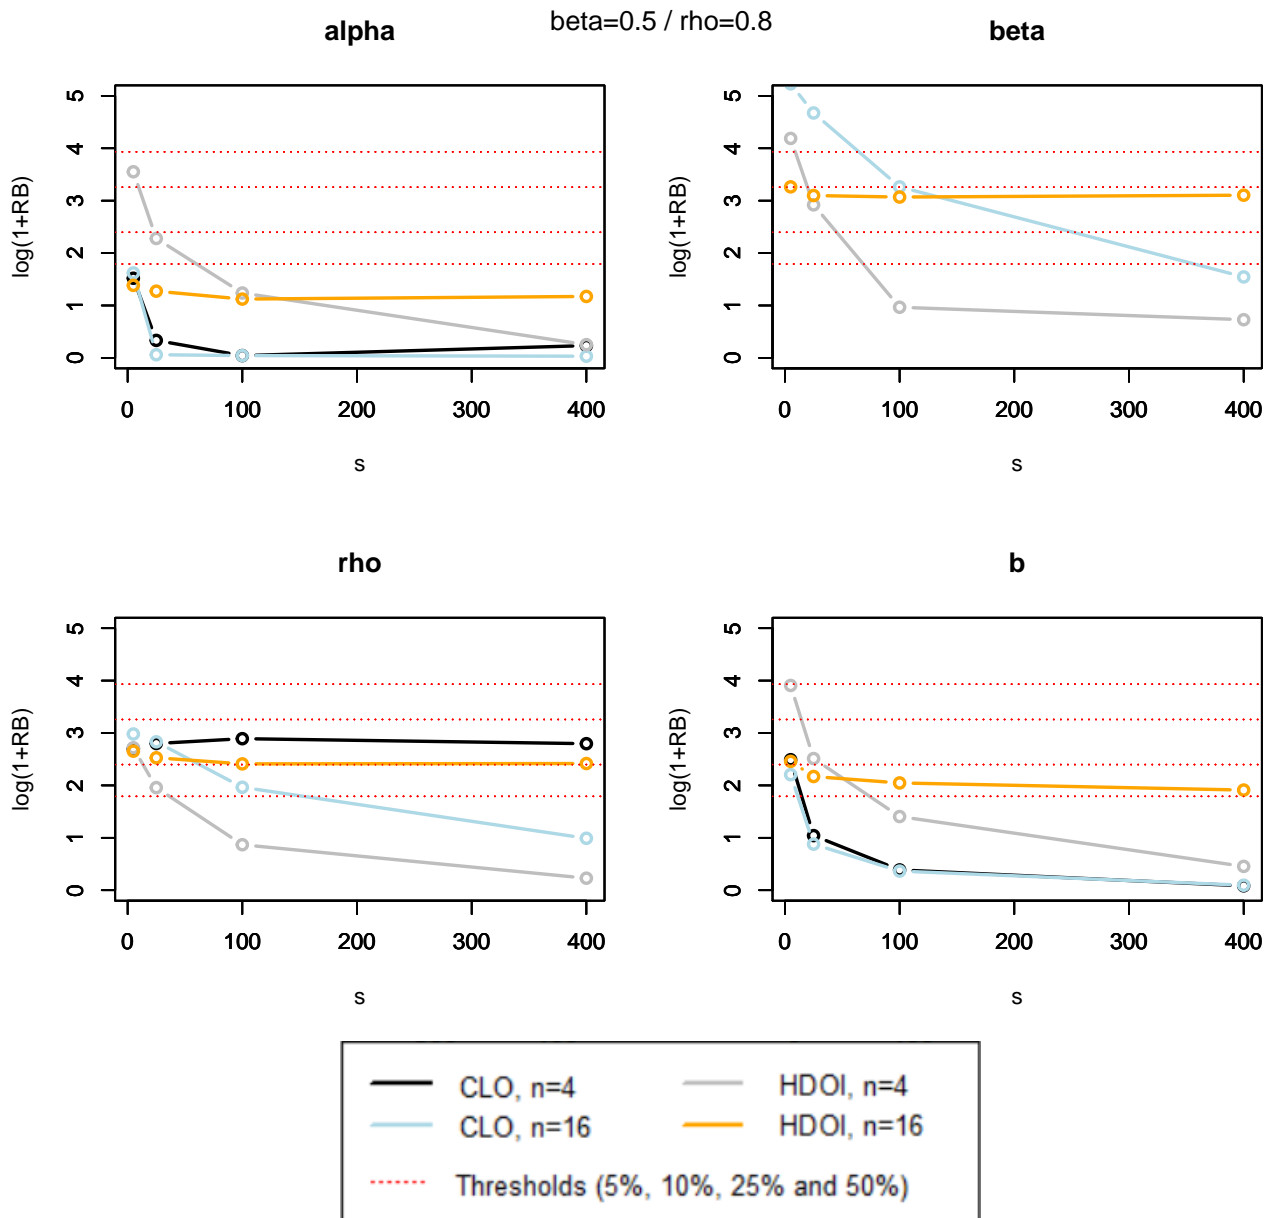 beta=0.5 / rho=0.8
alpha
log(1+RB)
5
4
3
2
1
0
0 100 200 300 400
s
beta
log(1+RB)
5
4
3
2
1
0
0 100 200 300 400
s
rho
log(1+RB)
5
4
3
2
1
0
0 100 200 300 400
s
b
log(1+RB)
5
4
3
2
1
0
0 100 200 300 400
s
CLO, n=4 HDOI, n=4
CLO, n=16 HDOI, n=16
Thresholds (5%, 10%, 25% and 50%)